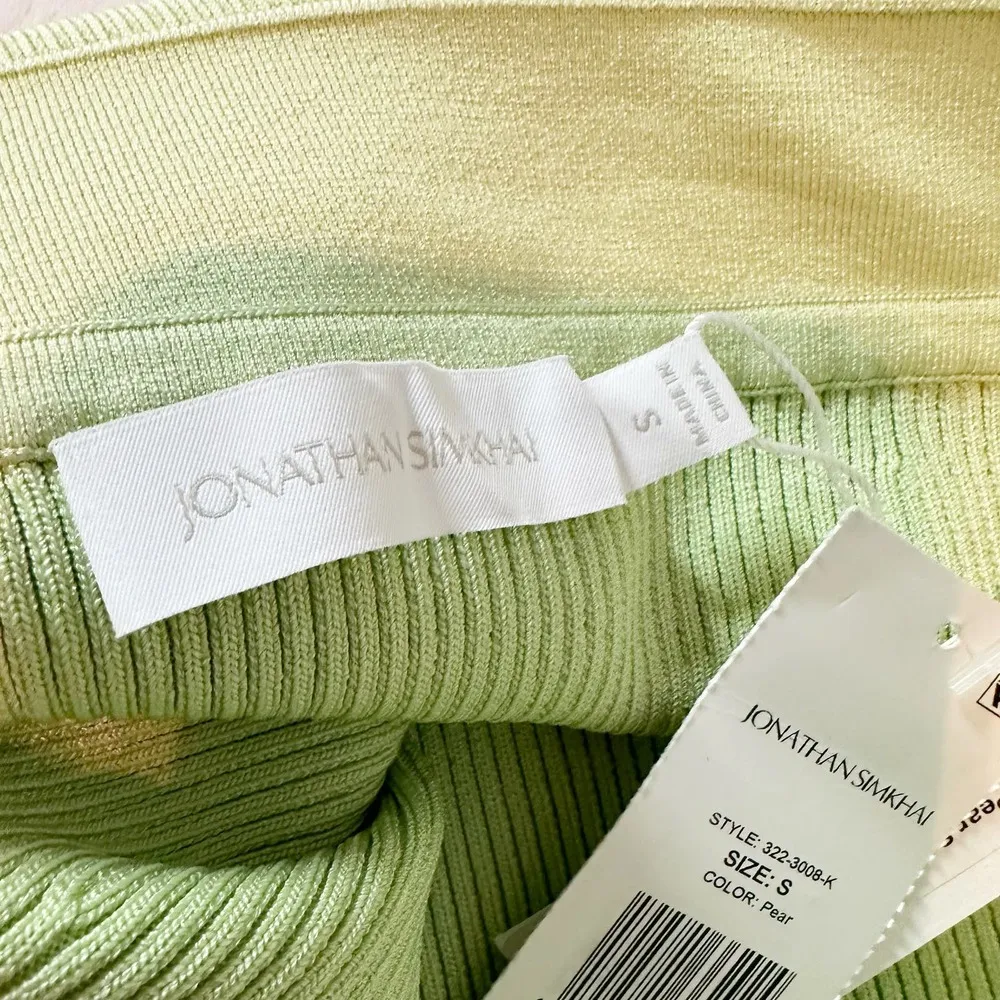 JONATHAN SIMKHAI
S
MADE IN
CHINA
JONATHAN SIMKHAI
STYLE: 322-3008-K
SIZE: S
COLOR: Pear